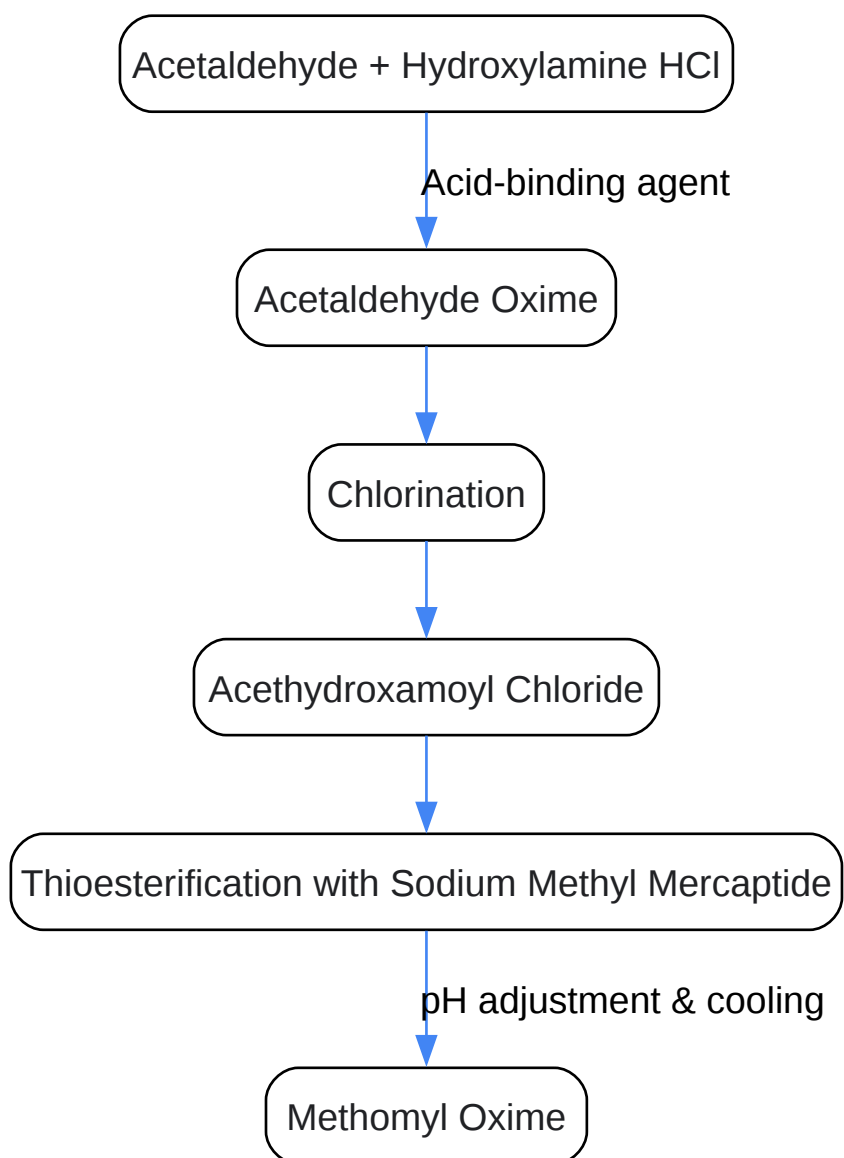 Acetaldehyde + Hydroxylamine HCl
Acid-binding agent
Acetaldehyde Oxime
Chlorination
Acethydroxamoyl Chloride
Thioesterification with Sodium Methyl Mercaptide
pH adjustment & cooling
Methomyl Oxime